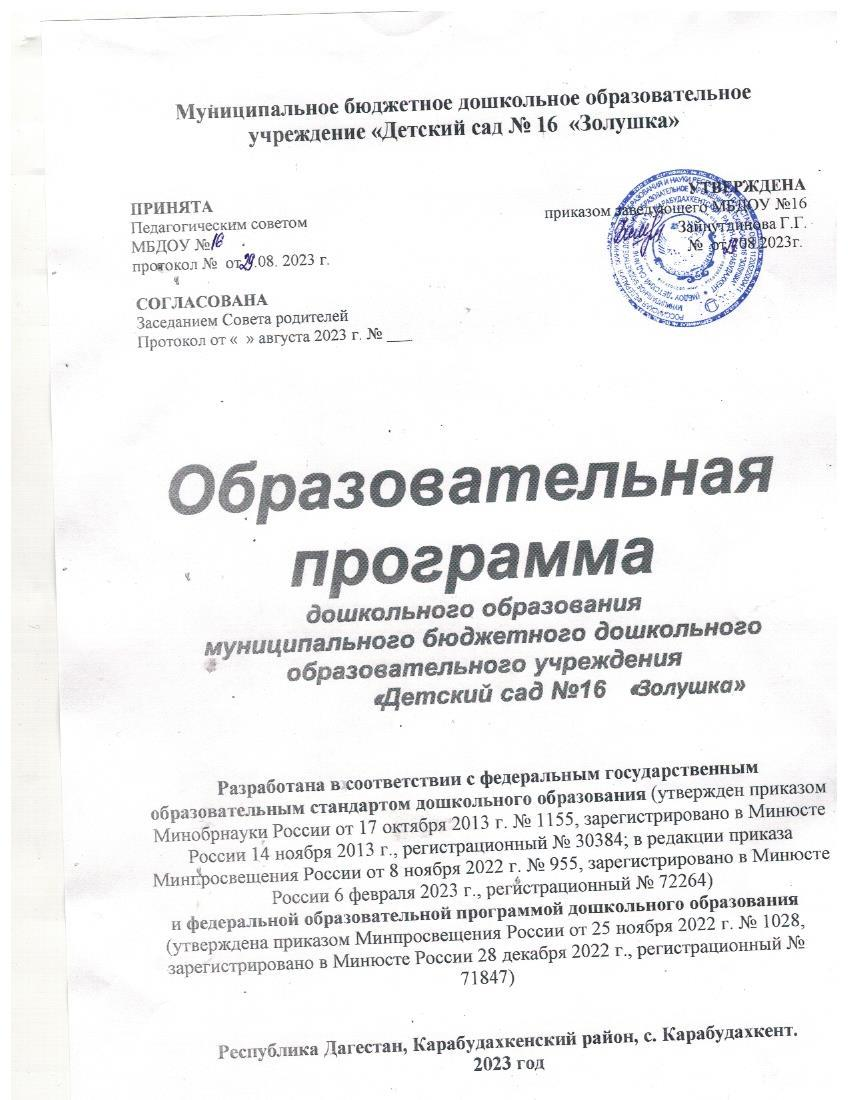 Муниципальное бюджетное дошкольное образовательное
учреждение «Детский сад № 16 «Золушка»
ПРИНЯТА
Педагогическим советом
МБДОУ № 16
протокол № от 29.08. 2023 г.
УТВЕРЖДЕНА
приказом заведующего МБДОУ №16
Зайнутдинова Г.Г.
№ от 08.2023г.
СОГЛАСОВАНА
Заседанием Совета родителей
Протокол от « » августа 2023 г. № ___
Образовательная
программа
дошкольного образования
муниципального бюджетного дошкольного
образовательного учреждения
«Детский сад №16 «Золушка»
Разработана в соответствии с федеральным государственным
образовательным стандартом дошкольного образования (утвержден приказом
Минобрнауки России от 17 октября 2013 г. № 1155, зарегистрировано в Минюсте
России 14 ноября 2013 г., регистрационный № 30384; в редакции приказа
Минпросвещения России от 8 ноября 2022 г. № 955, зарегистрировано в Минюсте
России 6 февраля 2023 г., регистрационный № 72264)
и федеральной образовательной программой дошкольного образования
(утверждена приказом Минпросвещения России от 25 ноября 2022 г. № 1028,
зарегистрировано в Минюсте России 28 декабря 2022 г., регистрационный №
71847)
Республика Дагестан, Карабудахкенский район, с. Карабудахкент.
2023 год